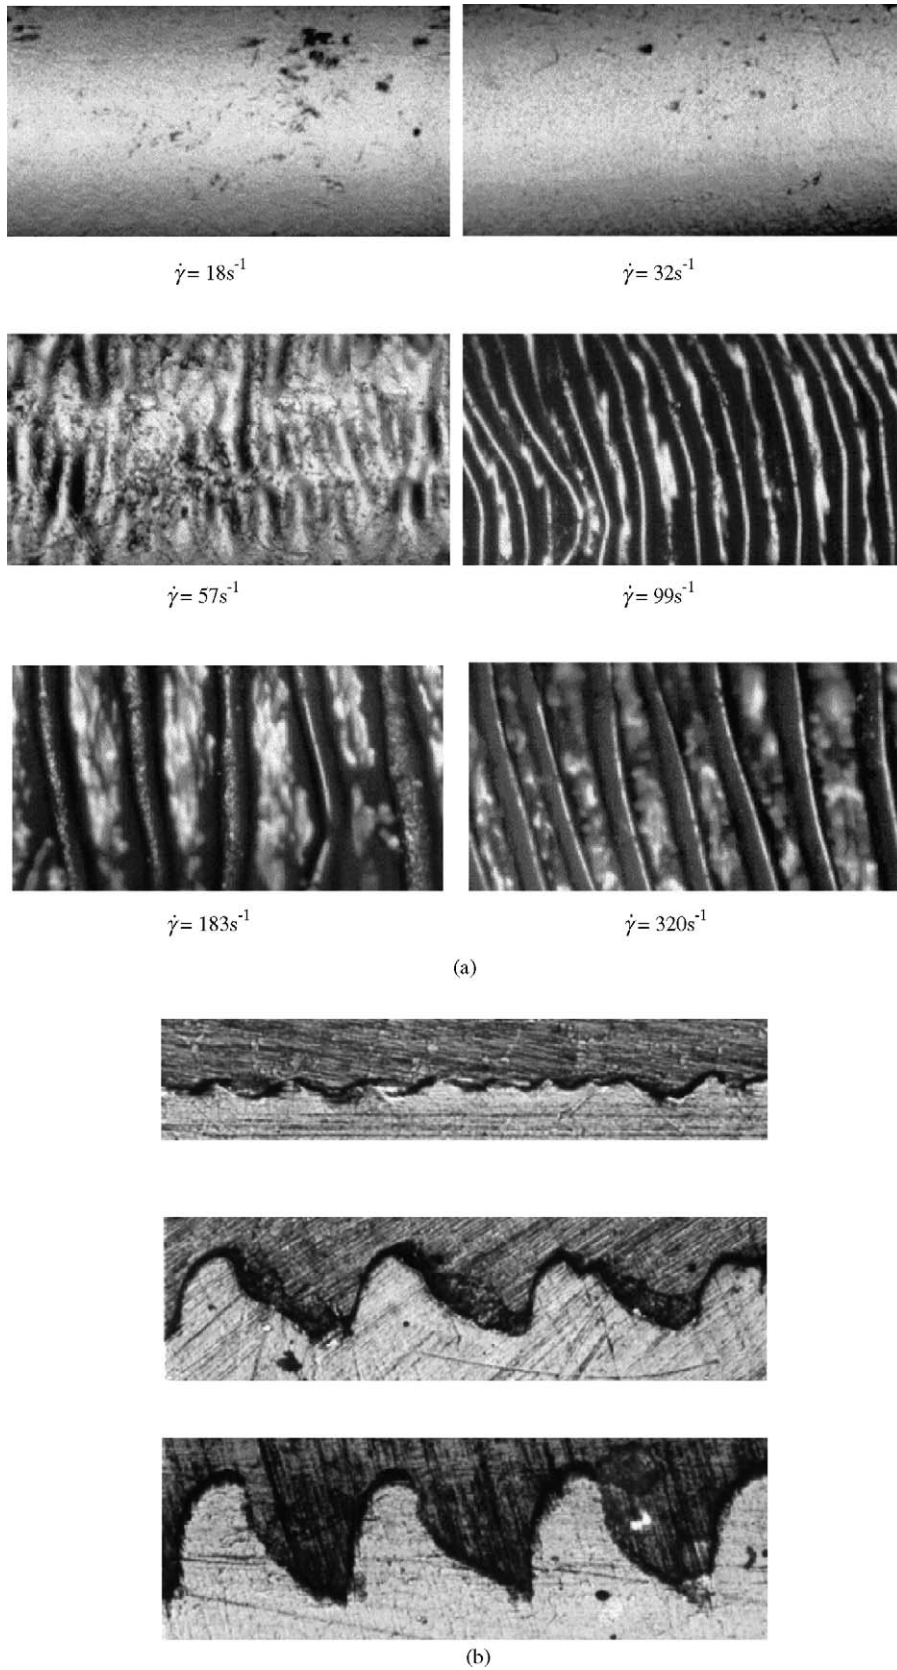 γ̇ = 18s⁻¹
γ̇ = 32s⁻¹
γ̇ = 57s⁻¹
γ̇ = 99s⁻¹
γ̇ = 183s⁻¹
γ̇ = 320s⁻¹
(a)
(b)